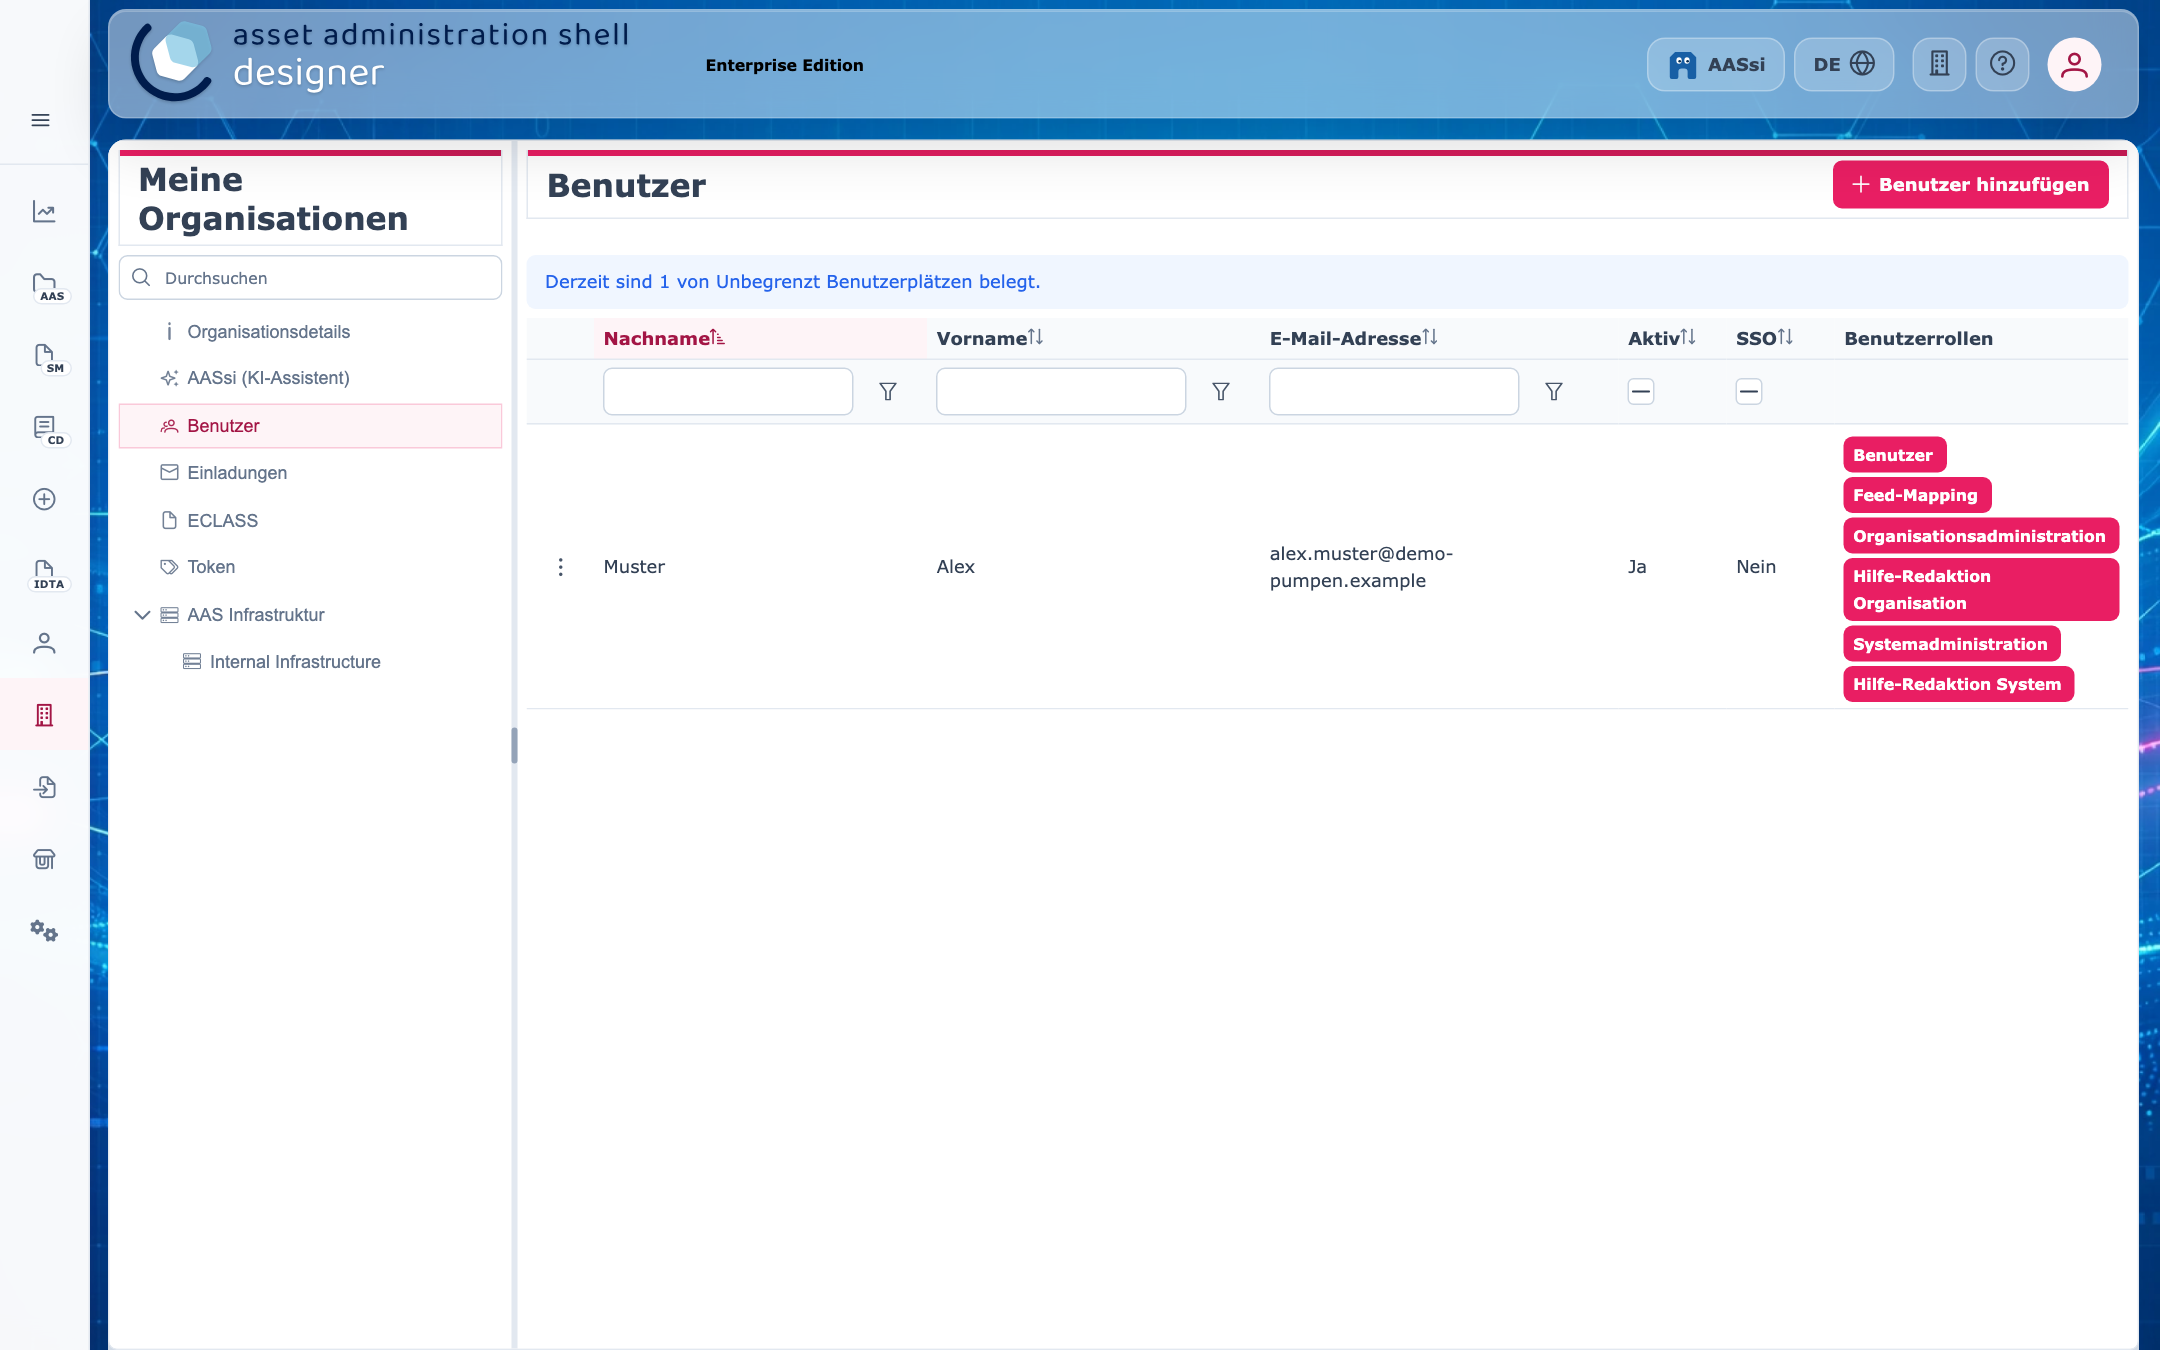 asset administration shell
designer
Enterprise Edition
AASsi
DE
Meine
Organisationen
Durchsuchen
Organisationsdetails
AASsi (KI-Assistent)
Benutzer
Einladungen
ECLASS
Token
AAS Infrastruktur
Internal Infrastructure
AAS
SM
CD
IDTA
Benutzer
Benutzer hinzufügen
Derzeit sind 1 von Unbegrenzt Benutzerplätzen belegt.
Nachname Vorname E-Mail-Adresse Aktiv SSO Benutzerrollen
Muster Alex alex.muster@demo-
pumpen.example Ja Nein
Benutzer
Feed-Mapping
Organisationsadministration
Hilfe-Redaktion
Organisation
Systemadministration
Hilfe-Redaktion System